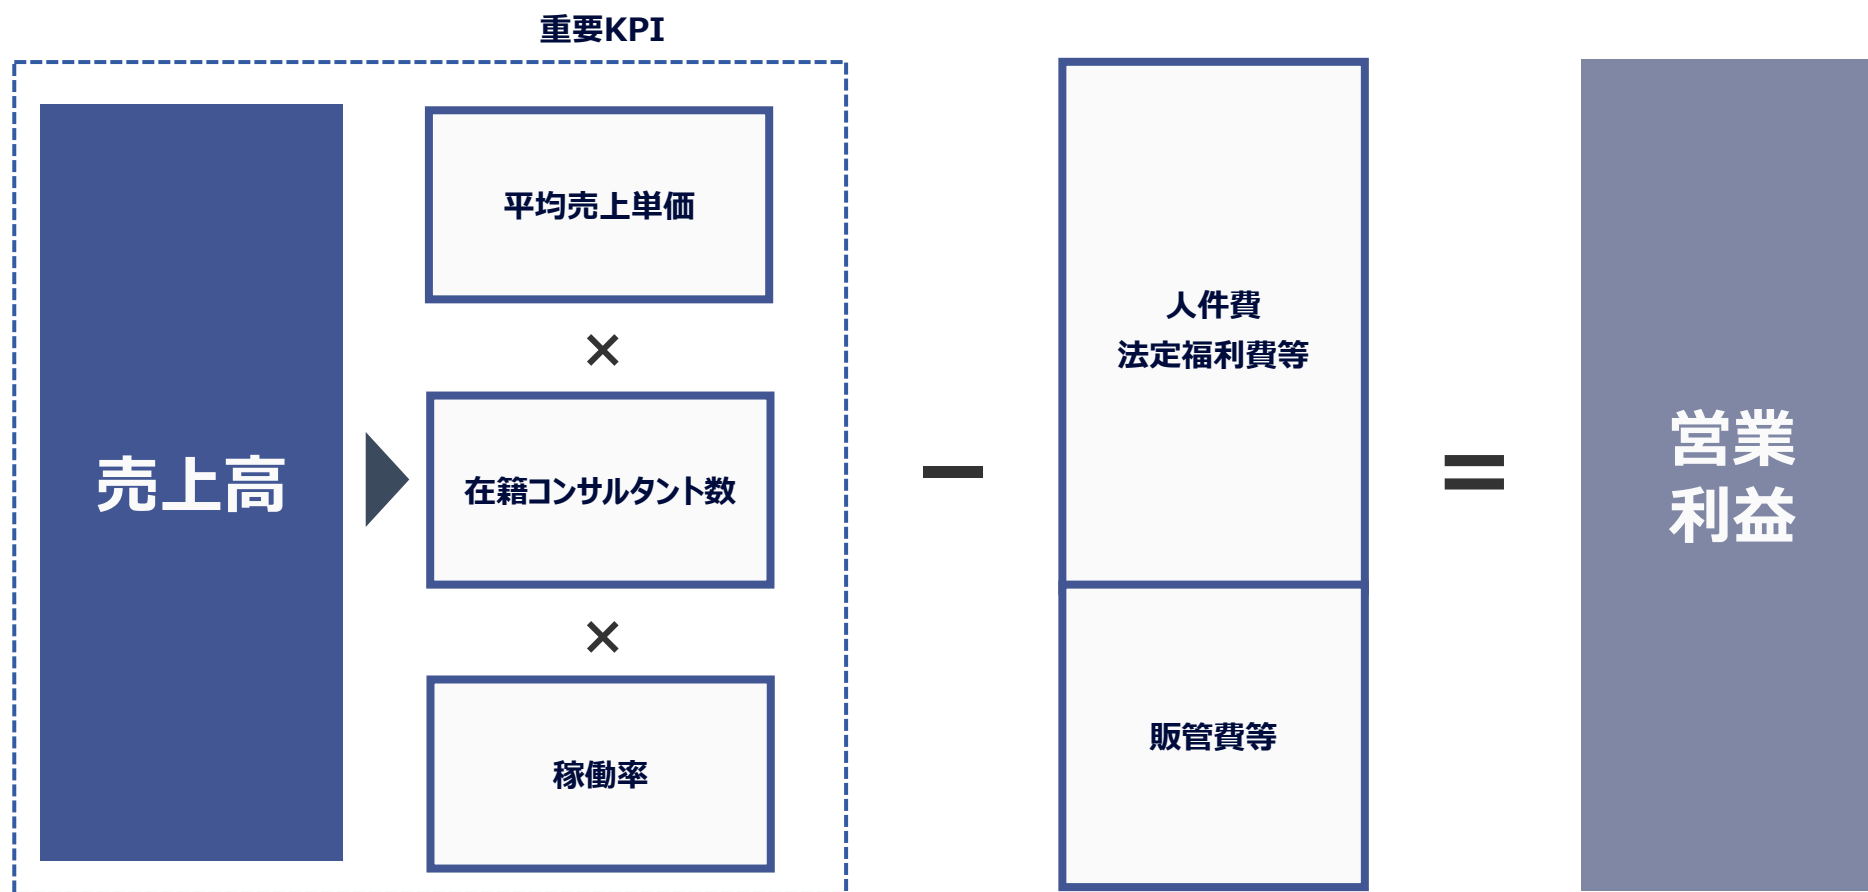 重要KPI
売上高
平均売上単価
×
在籍コンサルタント数
×
稼働率
ー
人件費
法定福利費等
販管費等
=
営業
利益